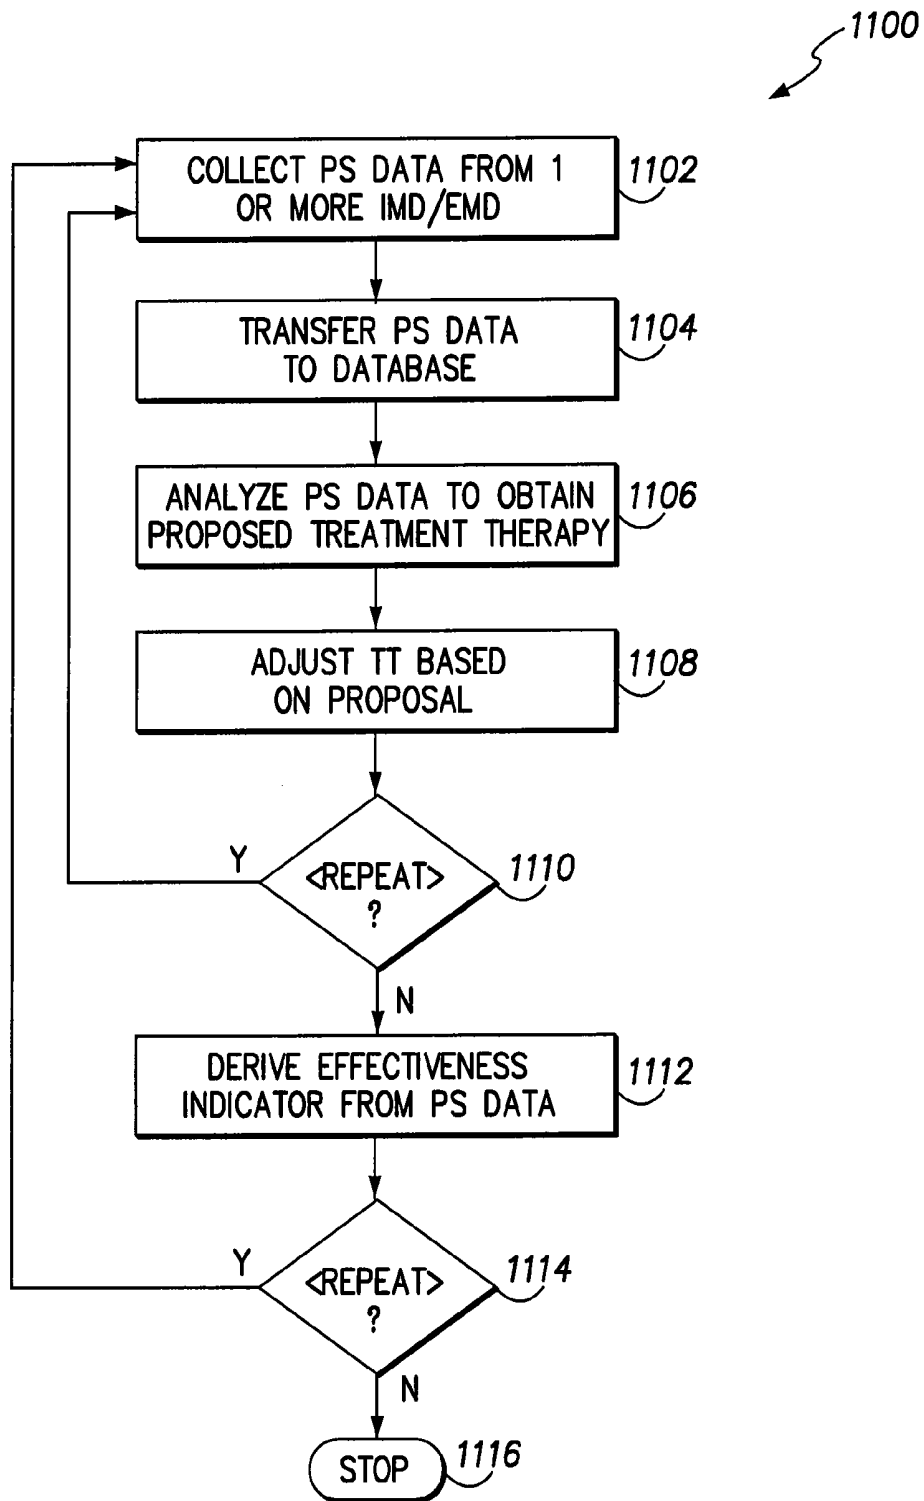 1100
COLLECT PS DATA FROM 1
OR MORE IMD/EMD
1102
TRANSFER PS DATA
TO DATABASE
1104
ANALYZE PS DATA TO OBTAIN
PROPOSED TREATMENT THERAPY
1106
ADJUST TT BASED
ON PROPOSAL
1108
Y
<REPEAT>
?
1110
N
DERIVE EFFECTIVENESS
INDICATOR FROM PS DATA
1112
Y
<REPEAT>
?
1114
N
STOP
1116